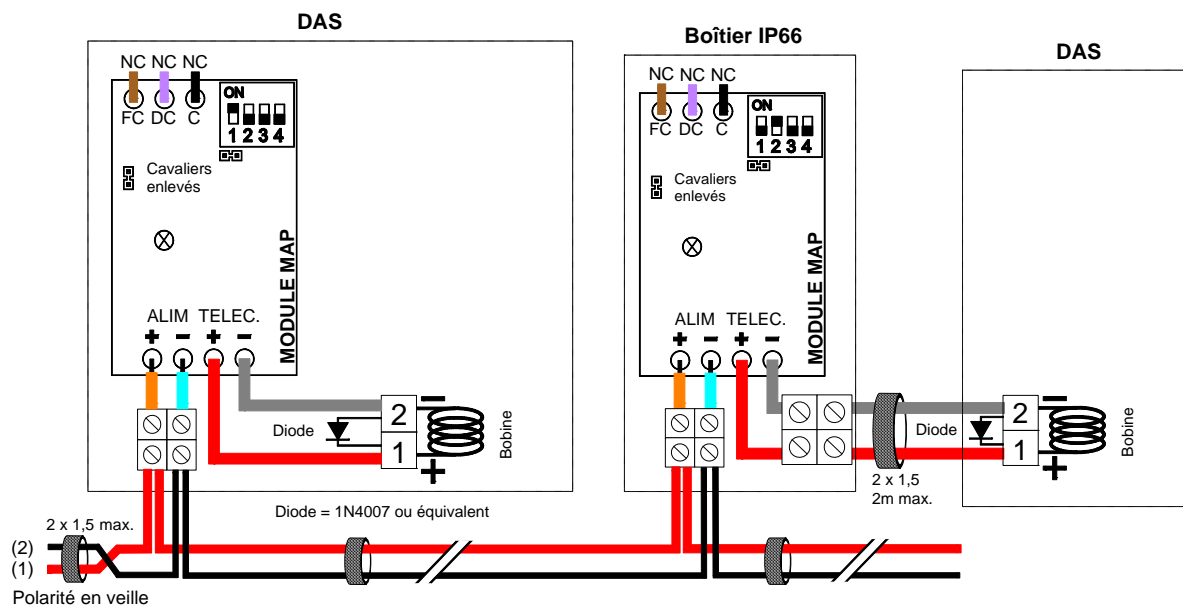 DAS
Boîtier IP66
DAS
NC NC NC
FC DC C
ON
1 2 3 4
Cavaliers
enlevés
MODULE MAP
ALIM TELEC.
+ - + -
2
1
-
+
Diode
Bobine
NC NC NC
FC DC C
ON
1 2 3 4
Cavaliers
enlevés
MODULE MAP
ALIM TELEC.
+ - + -
2
1
-
+
Diode
Bobine
2 x 1,5
2m max.
Diode = 1N4007 ou équivalent
2 x 1,5 max.
(2)
(1)
Polarité en veille